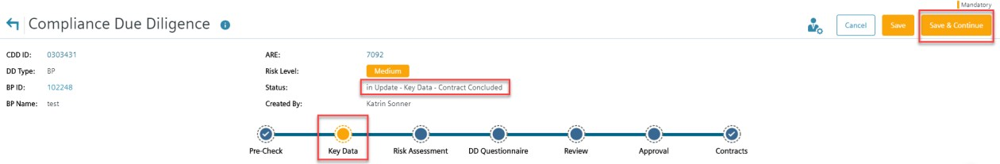 Mandatory
Compliance Due Diligence
Cancel
Save
Save & Continue
CDD ID: 0303431
ARE: 7092
DD Type: BP
Risk Level: Medium
BP ID: 102248
Status: in Update - Key Data - Contract Concluded
BP Name: test
Created By: Katrin Sonner
Pre-Check Key Data Risk Assessment DD Questionnaire Review Approval Contracts